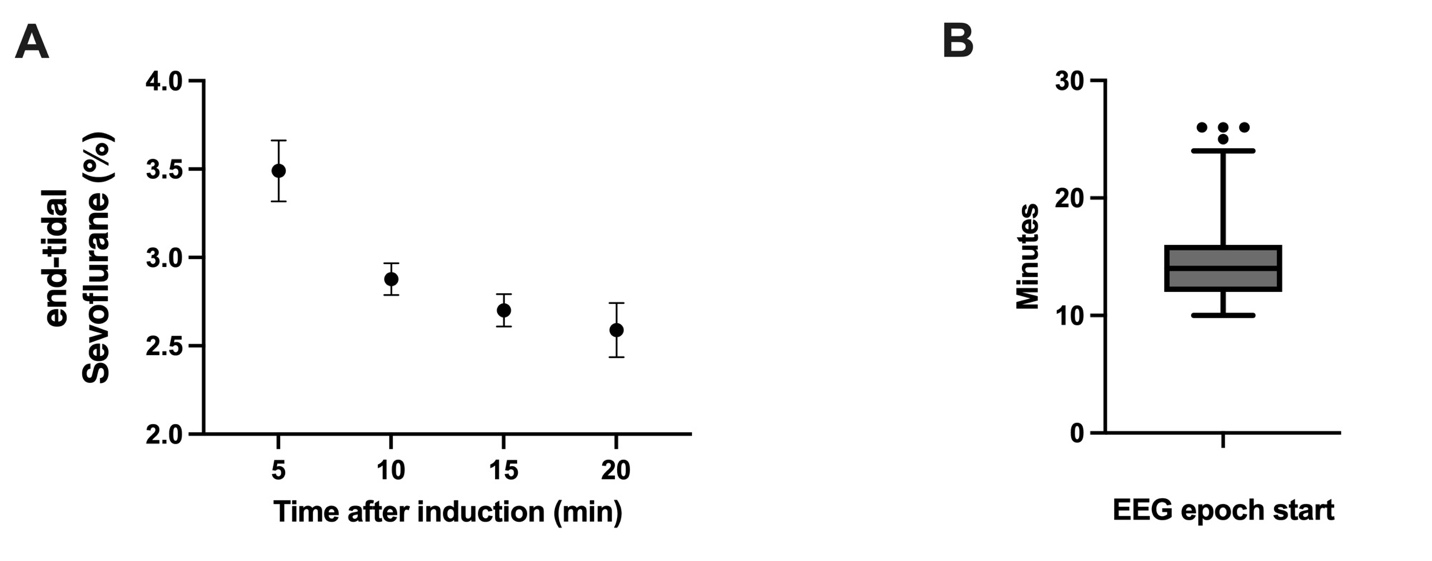 A
4.0
3.5
3.0
2.5
2.0
end-tidal
Sevoflurane (%)
5 10 15 20
Time after induction (min)
B
30
20
10
0
Minutes
EEG epoch start